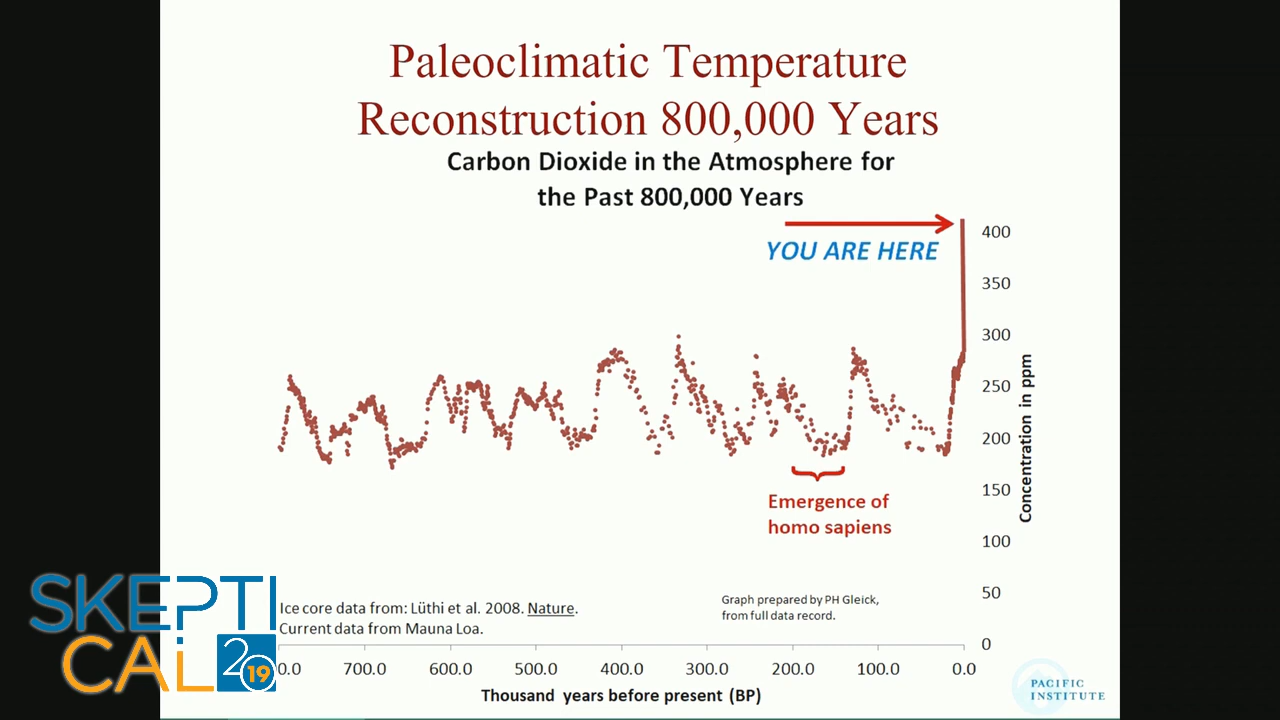 Paleoclimatic Temperature
Reconstruction 800,000 Years
Carbon Dioxide in the Atmosphere for
the Past 800,000 Years
YOU ARE HERE
400
350
300
250
200
150
100
50
0
Concentration in ppm
Emergence of
homo sapiens
Ice core data from: Lüthi et al. 2008. Nature.
Current data from Mauna Loa.
Graph prepared by PH Gleick,
from full data record.
0.0 700.0 600.0 500.0 400.0 300.0 200.0 100.0 0.0
Thousand years before present (BP)
SKEPTI
CAL 2019
PACIFIC
INSTITUTE